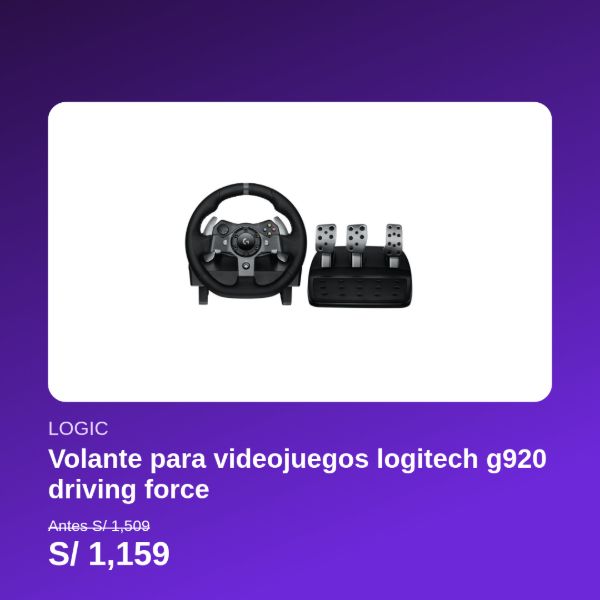 LOGIC
Volante para videojuegos logitech g920
driving force
Antes S/ 1,509
S/ 1,159